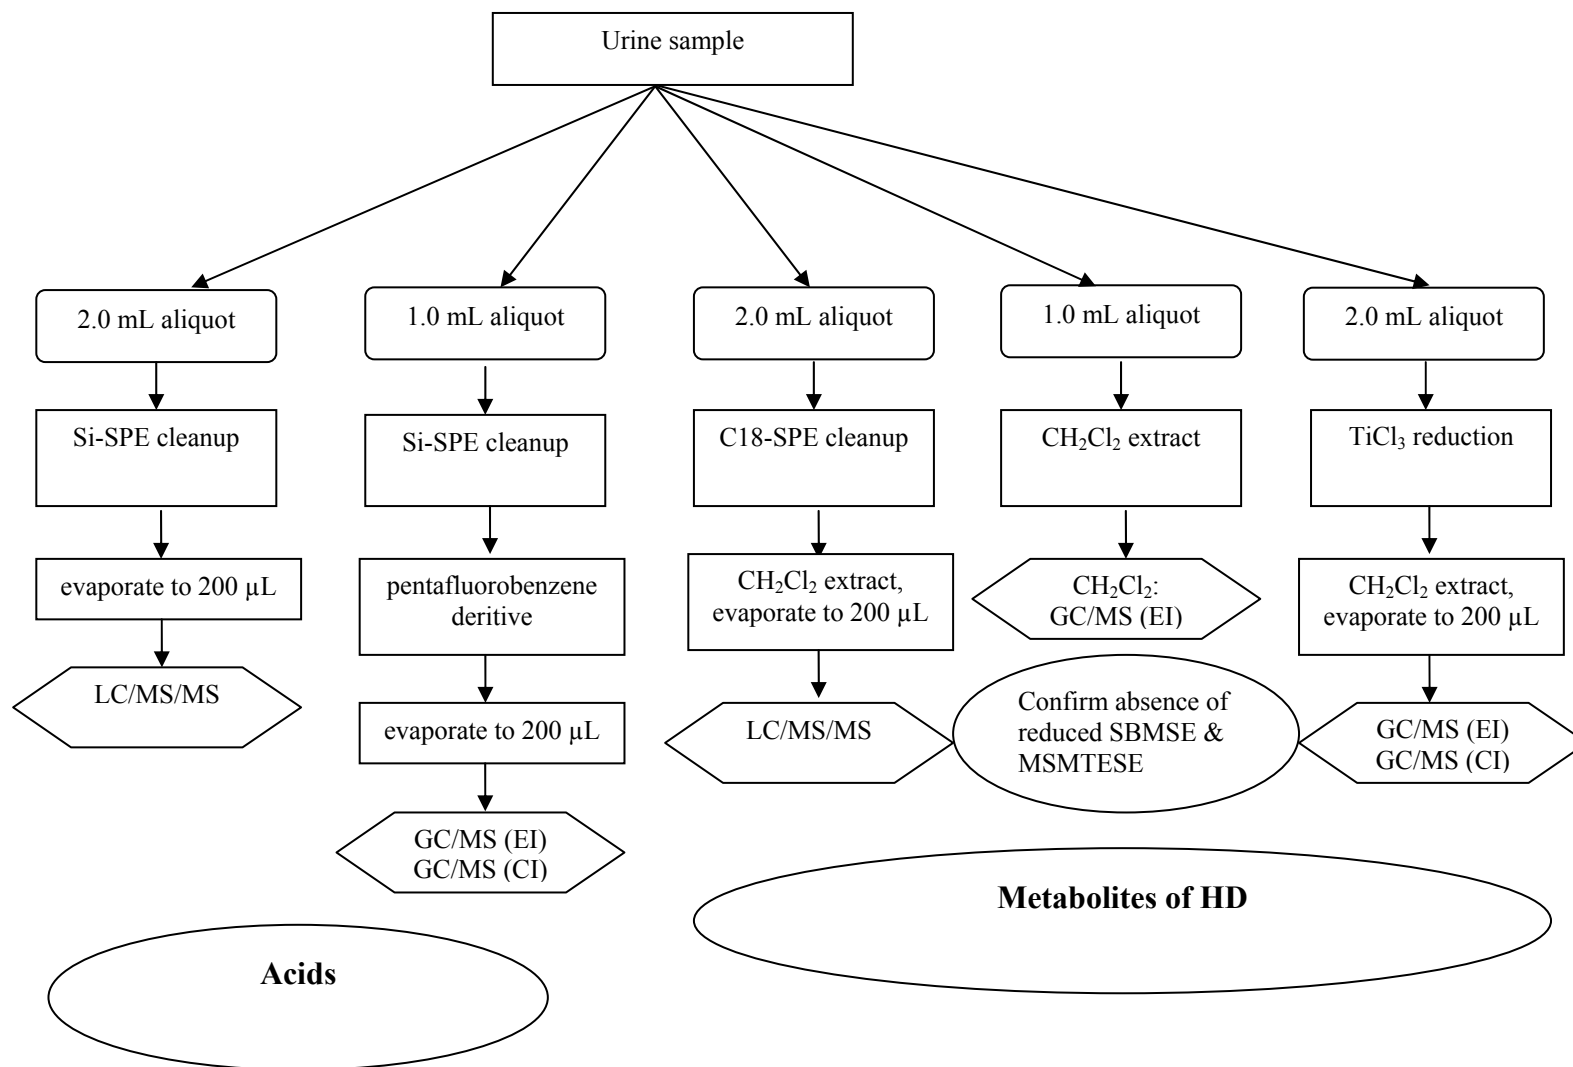 Urine sample
2.0 mL aliquot
1.0 mL aliquot
2.0 mL aliquot
1.0 mL aliquot
2.0 mL aliquot
Si-SPE cleanup
Si-SPE cleanup
C18-SPE cleanup
CH₂Cl₂ extract
TiCl₃ reduction
evaporate to 200 µL
pentafluorobenzene
deritive
CH₂Cl₂ extract,
evaporate to 200 µL
CH₂Cl₂:
GC/MS (EI)
CH₂Cl₂ extract,
evaporate to 200 µL
LC/MS/MS
evaporate to 200 µL
LC/MS/MS
Confirm absence of
reduced SBMSE &
MSMTESE
GC/MS (EI)
GC/MS (CI)
GC/MS (EI)
GC/MS (CI)
Metabolites of HD
Acids